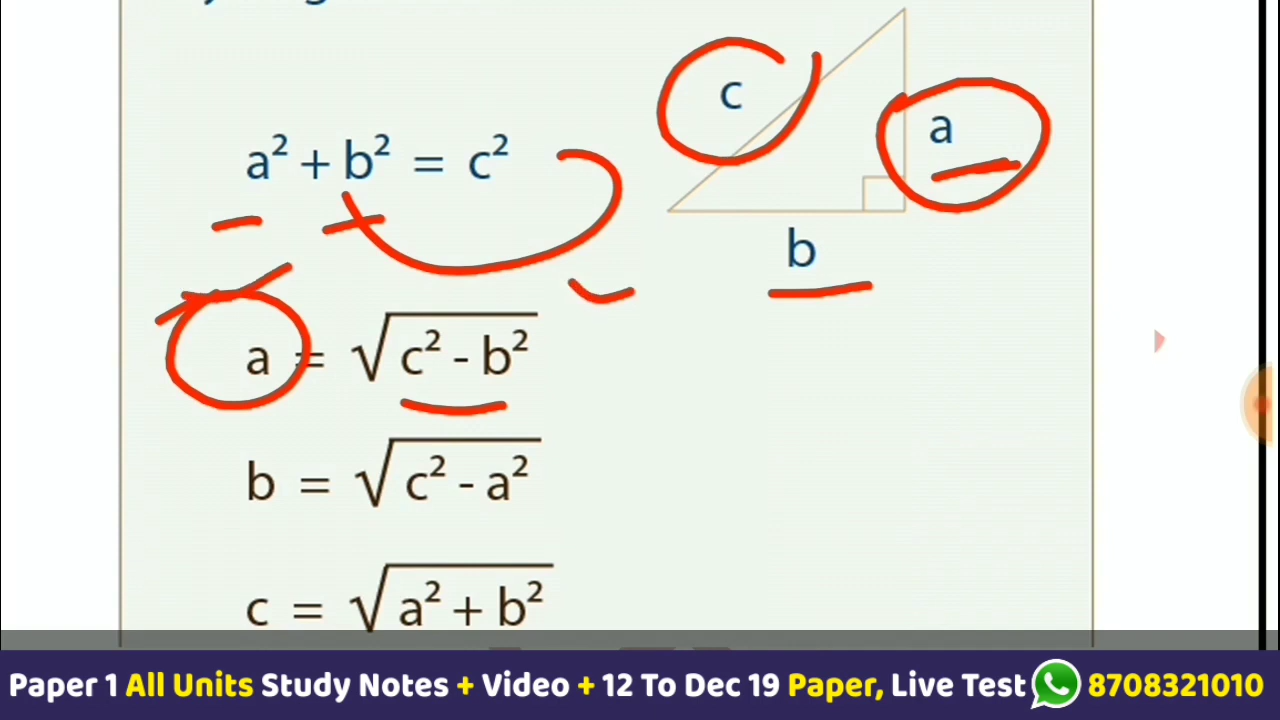 c
a
a² + b² = c²
b
a = √c² - b²
b = √c² - a²
c = √a² + b²
Paper 1 All Units Study Notes + Video + 12 To Dec 19 Paper, Live Test 8708321010